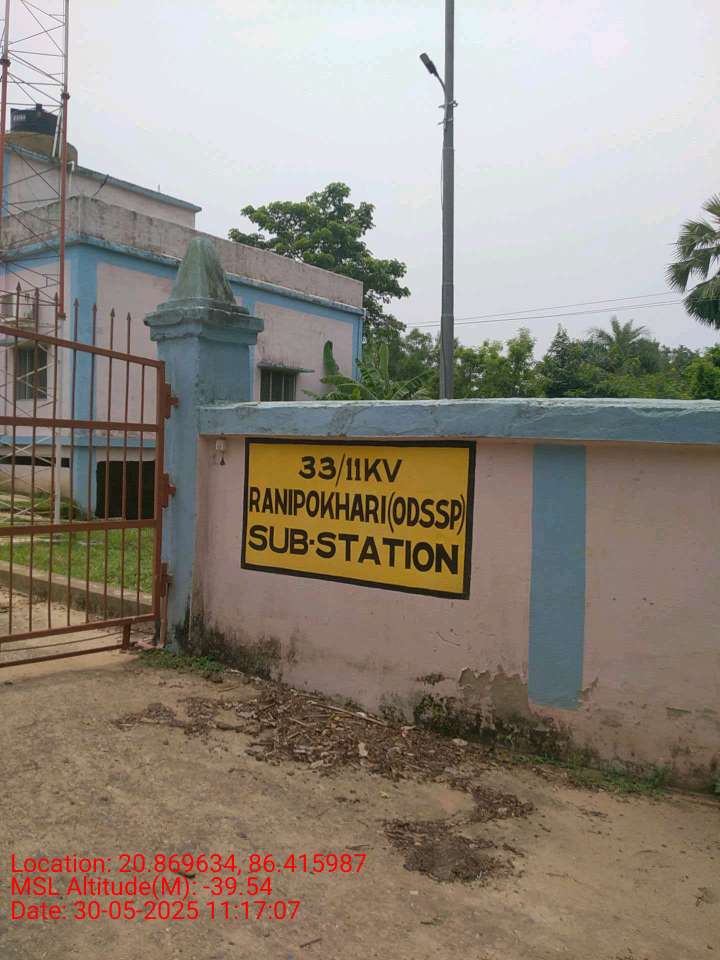 33/11KV
RANIPOKHARI(ODSSP)
SUB-STATION
Location: 20.869634, 86.415987
MSL Altitude(M): -39.54
Date: 30-05-2025 11:17:07